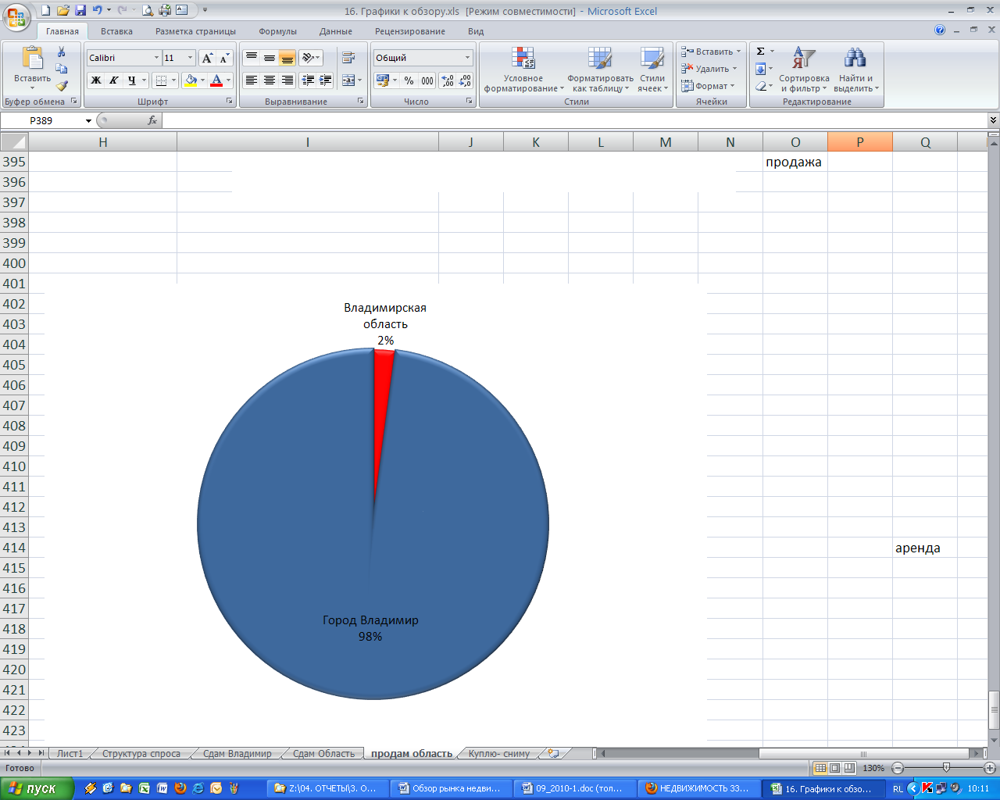 16. Графики к обзору.xls [Режим совместимости] - Microsoft Excel
Главная Вставка Разметка страницы Формулы Данные Рецензирование Вид
Calibri 11 Общий
Вставить
Ж К Ч % 000
Условное форматирование
Форматировать как таблицу
Стили ячеек
Вставить
Удалить
Формат
Сортировка и фильтр
Найти и выделить
Буфер обмена Шрифт Выравнивание Число Стили Ячейки Редактирование
P389 fx
H I J K L M N O P Q
395 продажа
396
397
398
399
400
401
402
403
404
405
406
407
408
409
410
411
412
413
414 аренда
415
416
417
418
419
420
421
422
423
Владимирская
область
2%
Город Владимир
98%
Лист1 Структура спроса Сдам Владимир Сдам Область продам область Куплю- сниму
Готово 130%
пуск Z:\04. ОТЧЕТЫ\3. О... Обзор рынка недви... 09_2010-1.doc (тол... НЕДВИЖИМОСТЬ 33... 16. Графики к обзо... RL 10:11